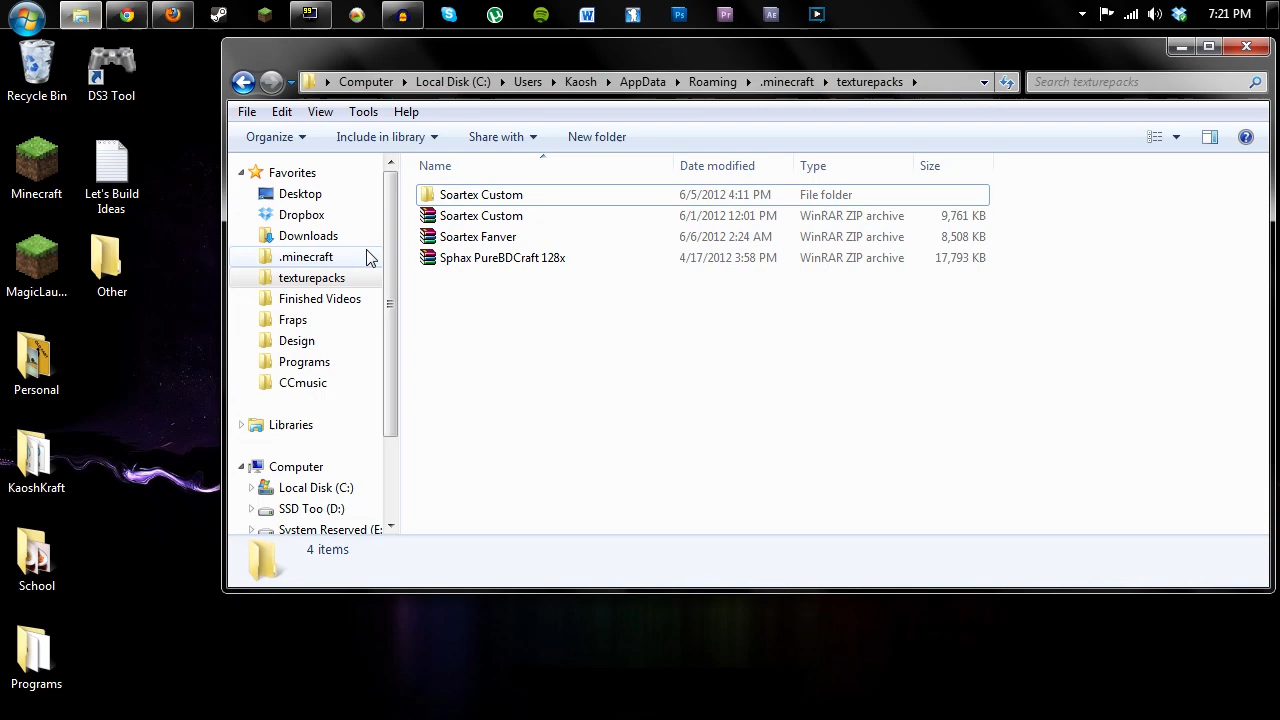 7:21 PM
Recycle Bin
DS3 Tool
Minecraft
Let's Build
Ideas
MagicLau...
Other
Personal
KaoshKraft
School
Programs
Computer
Local Disk (C:)
Users
Kaosh
AppData
Roaming
.minecraft
texturepacks
Search texturepacks
File Edit View Tools Help
Organize Include in library Share with New folder
Favorites
Desktop
Dropbox
Downloads
.minecraft
texturepacks
Finished Videos
Fraps
Design
Programs
CCmusic
Libraries
Computer
Local Disk (C:)
SSD Too (D:)
System Reserved (E:
Name Date modified Type Size
Soartex Custom 6/5/2012 4:11 PM File folder
Soartex Custom 6/1/2012 12:01 PM WinRAR ZIP archive 9,761 KB
Soartex Fanver 6/6/2012 2:24 AM WinRAR ZIP archive 8,508 KB
Sphax PureBDCraft 128x 4/17/2012 3:58 PM WinRAR ZIP archive 17,793 KB
4 items